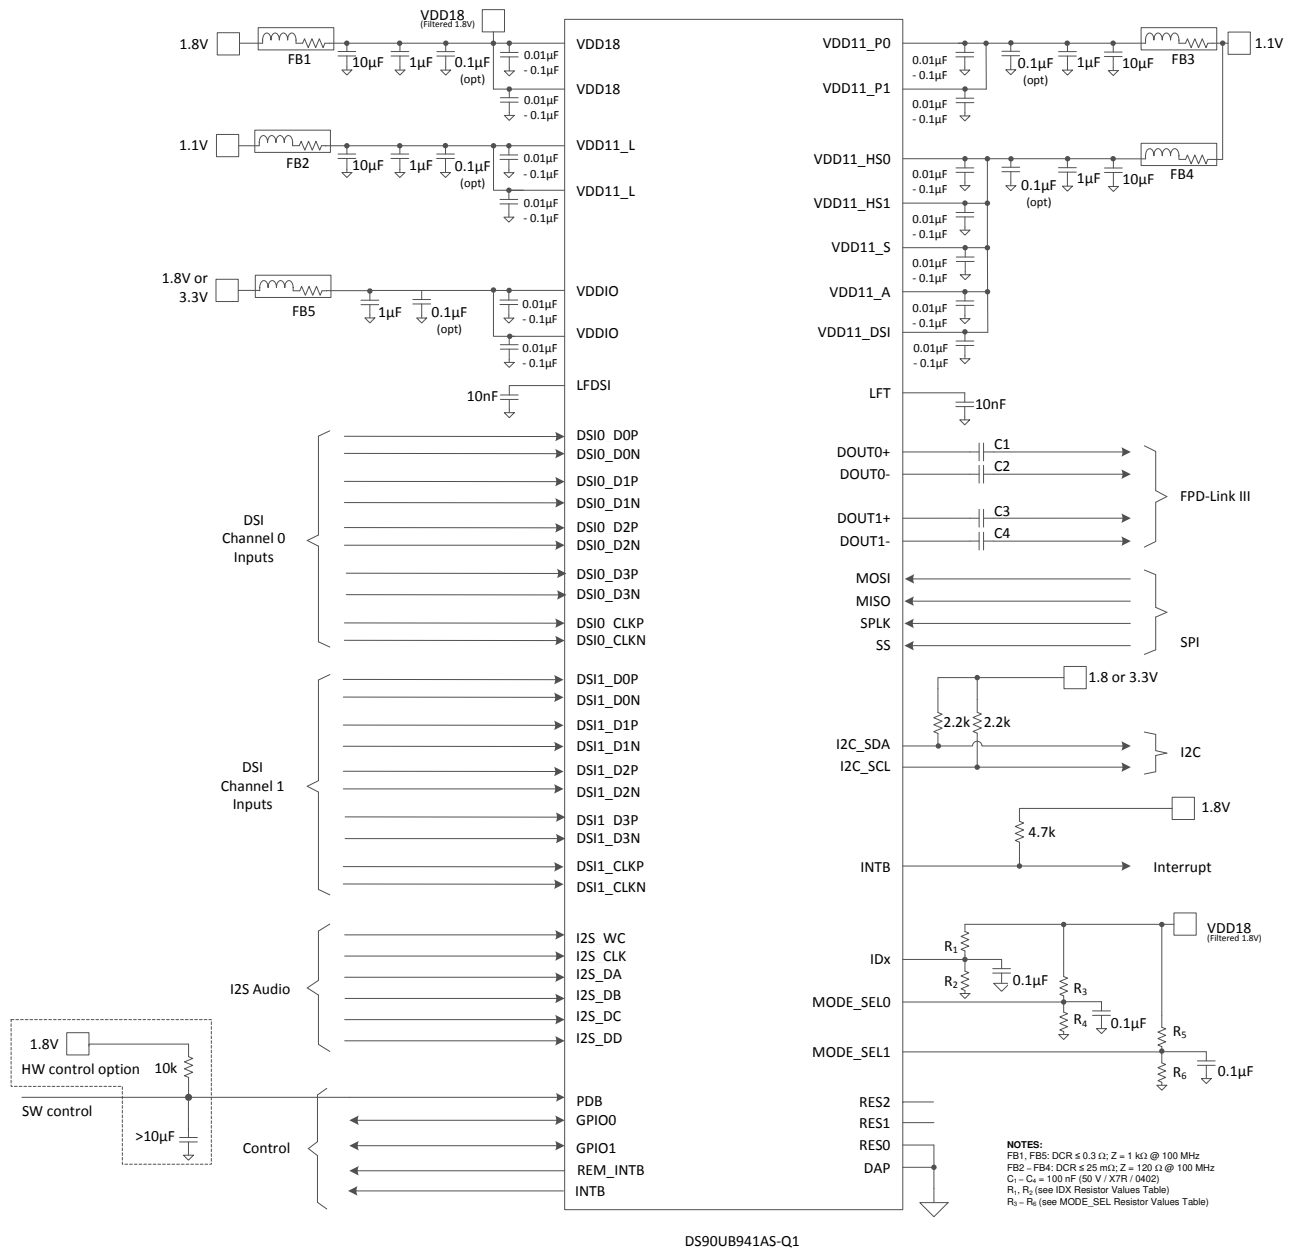 VDD18
(Filtered 1.8V)
1.8V
FB1
10µF
1µF
0.1µF
(opt)
0.01µF
- 0.1µF
VDD18
0.01µF
- 0.1µF
VDD18
1.1V
FB2
10µF
1µF
0.1µF
(opt)
0.01µF
- 0.1µF
VDD11_L
0.01µF
- 0.1µF
VDD11_L
1.8V or
3.3V
FB5
1µF
0.1µF
(opt)
0.01µF
- 0.1µF
VDDIO
0.01µF
- 0.1µF
VDDIO
10nF
LFDSI
DSI
Channel 0
Inputs
DSI0_D0P
DSI0_D0N
DSI0_D1P
DSI0_D1N
DSI0_D2P
DSI0_D2N
DSI0_D3P
DSI0_D3N
DSI0_CLKP
DSI0_CLKN
DSI
Channel 1
Inputs
DSI1_D0P
DSI1_D0N
DSI1_D1P
DSI1_D1N
DSI1_D2P
DSI1_D2N
DSI1_D3P
DSI1_D3N
DSI1_CLKP
DSI1_CLKN
I2S Audio
I2S_WC
I2S_CLK
I2S_DA
I2S_DB
I2S_DC
I2S_DD
1.8V
HW control option
10k
SW control
>10µF
Control
PDB
GPIO0
GPIO1
REM_INTB
INTB
VDD11_P0
0.01µF
- 0.1µF
0.1µF
(opt)
1µF
10µF
FB3
1.1V
VDD11_P1
0.01µF
- 0.1µF
VDD11_HS0
0.01µF
- 0.1µF
0.1µF
(opt)
1µF
10µF
FB4
VDD11_HS1
0.01µF
- 0.1µF
VDD11_S
0.01µF
- 0.1µF
VDD11_A
0.01µF
- 0.1µF
VDD11_DSI
0.01µF
- 0.1µF
LFT
10nF
DOUT0+
C1
DOUT0-
C2
DOUT1+
C3
DOUT1-
C4
FPD-Link III
MOSI
MISO
SPLK
SS
SPI
1.8 or 3.3V
2.2k
2.2k
I2C_SDA
I2C_SCL
I2C
1.8V
4.7k
INTB
Interrupt
VDD18
(Filtered 1.8V)
IDx
R1
R2
0.1µF
MODE_SEL0
R3
R4
0.1µF
MODE_SEL1
R5
R6
0.1µF
RES2
RES1
RES0
DAP
NOTES:
FB1, FB5: DCR ≤ 0.3 Ω; Z = 1 kΩ @ 100 MHz
FB2 – FB4: DCR ≤ 25 mΩ; Z = 120 Ω @ 100 MHz
C1 – C4 = 100 nF (50 V / X7R / 0402)
R1, R2 (see IDX Resistor Values Table)
R3 – R6 (see MODE_SEL Resistor Values Table)
DS90UB941AS-Q1